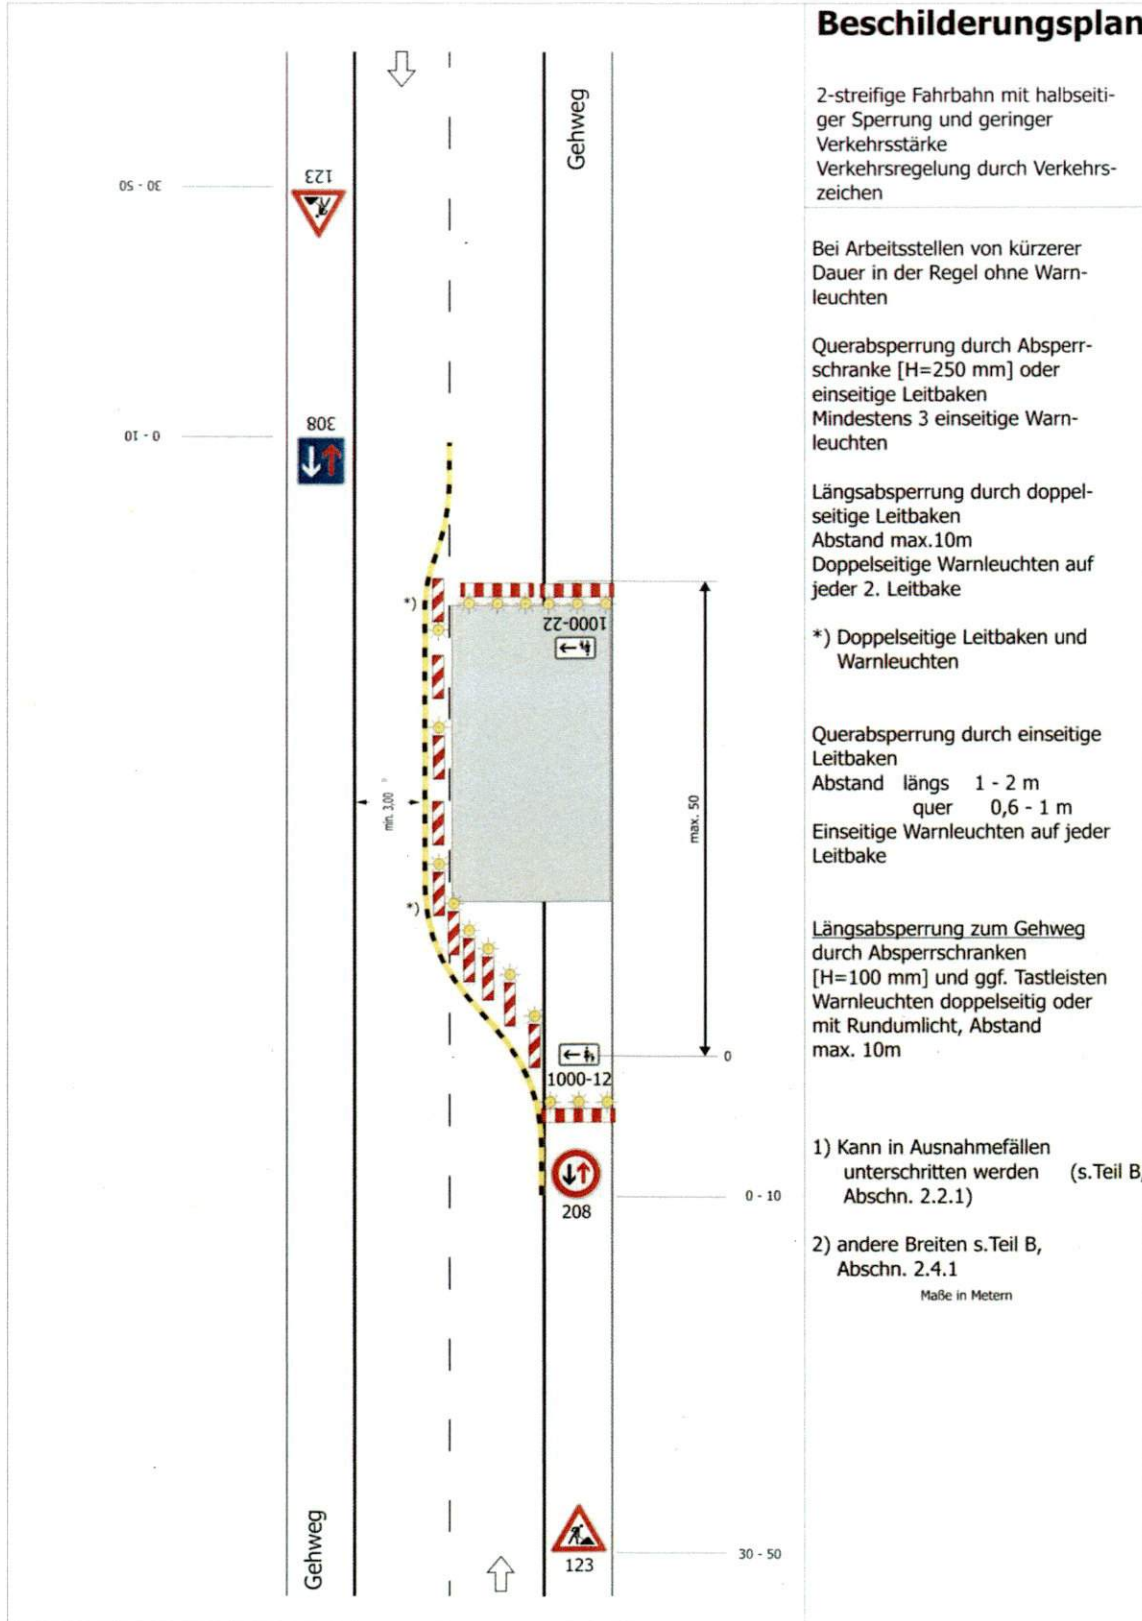 Beschilderungsplan
2-streifige Fahrbahn mit halbseiti-
ger Sperrung und geringer
Verkehrsstärke
Verkehrsregelung durch Verkehrs-
zeichen
Bei Arbeitsstellen von kürzerer
Dauer in der Regel ohne Warn-
leuchten
Querabsperrung durch Absperr-
schranke [H=250 mm] oder
einseitige Leitbaken
Mindestens 3 einseitige Warn-
leuchten
Längsabsperrung durch doppel-
seitige Leitbaken
Abstand max.10m
Doppelseitige Warnleuchten auf
jeder 2. Leitbake
*) Doppelseitige Leitbaken und
Warnleuchten
Querabsperrung durch einseitige
Leitbaken
Abstand längs 1 - 2 m
quer 0,6 - 1 m
Einseitige Warnleuchten auf jeder
Leitbake
Längsabsperrung zum Gehweg
durch Absperrschranken
[H=100 mm] und ggf. Tastleisten
Warnleuchten doppelseitig oder
mit Rundumlicht, Abstand
max. 10m
1) Kann in Ausnahmefällen
unterschritten werden (s.Teil B,
Abschn. 2.2.1)
2) andere Breiten s.Teil B,
Abschn. 2.4.1
Maße in Metern
Gehweg
30 - 50
123
0 - 10
308
*)
1000-22
min. 3,00
max. 50
*)
0
1000-12
0 - 10
208
Gehweg
30 - 50
123